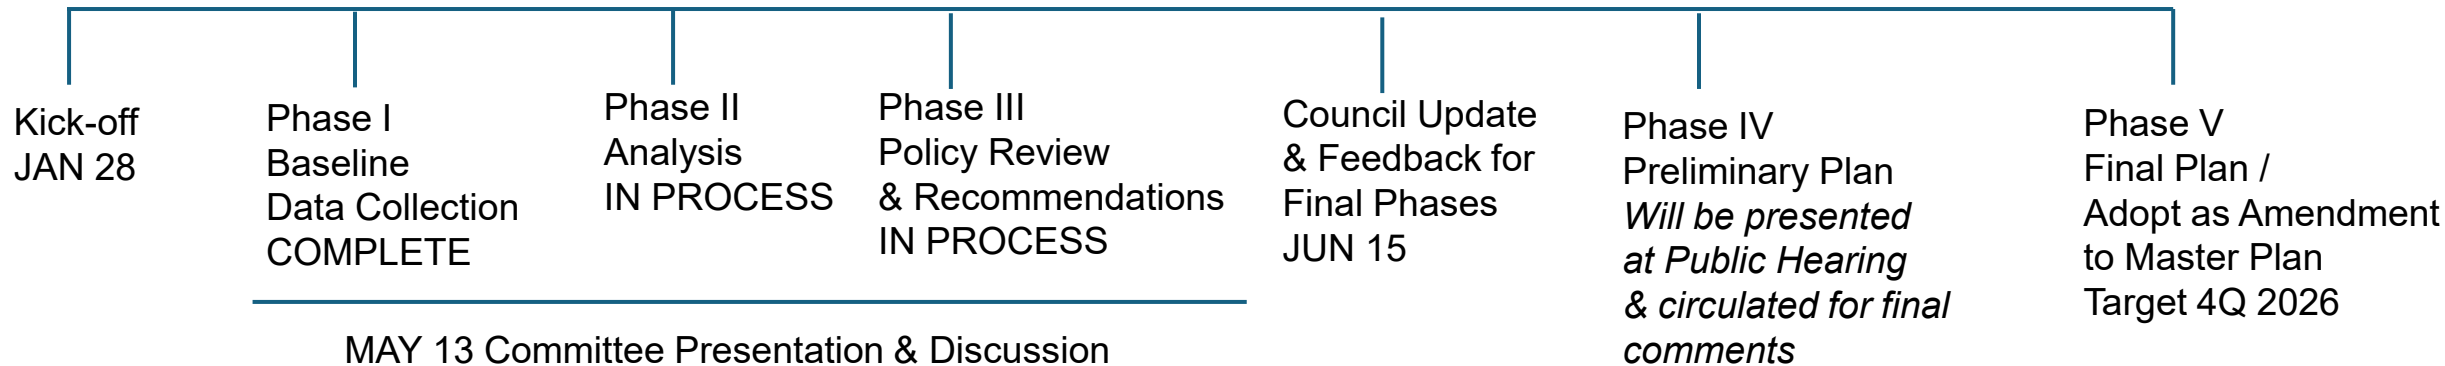 Kick-off
JAN 28
Phase I
Baseline
Data Collection
COMPLETE
Phase II
Analysis
IN PROCESS
Phase III
Policy Review
& Recommendations
IN PROCESS
MAY 13 Committee Presentation & Discussion
Council Update
& Feedback for
Final Phases
JUN 15
Phase IV
Preliminary Plan
Will be presented
at Public Hearing
& circulated for final
comments
Phase V
Final Plan /
Adopt as Amendment
to Master Plan
Target 4Q 2026